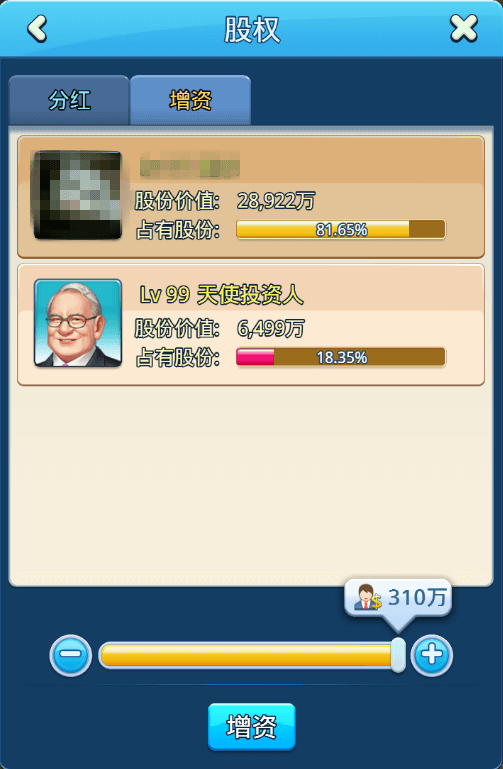 股权
分红 增资
股份价值: 28,922万
占有股份: 81.65%
Lv 99 天使投资人
股份价值: 6,499万
占有股份: 18.35%
310万
增资